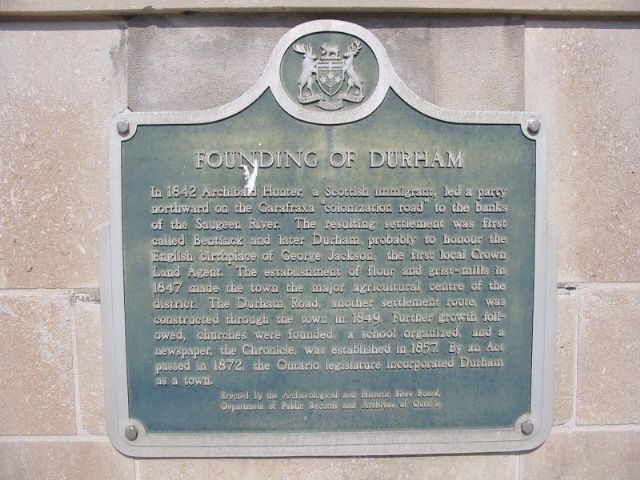 FOUNDING OF DURHAM
In 1842 Archibald Hunter, a Scottish immigrant, led a party
northward on the Garafraxa "colonization road" to the banks
of the Saugeen River. The resulting settlement was first
called Bentinck and later Durham, probably to honour the
English birthplace of George Jackson, the first local Crown
Land Agent. The establishment of flour and grist-mills in
1847 made the town the major agricultural centre of the
district. The Durham Road, another settlement route, was
constructed through the town in 1849. Further growth fol-
owed, churches were founded, a school organized, and a
newspaper, the Chronicle, was established in 1857. By an Act
passed in 1872, the Ontario legislature incorporated Durham
as a town.
Erected by the Archaeological and Historic Sites Board,
Department of Public Records and Archives of Ontario